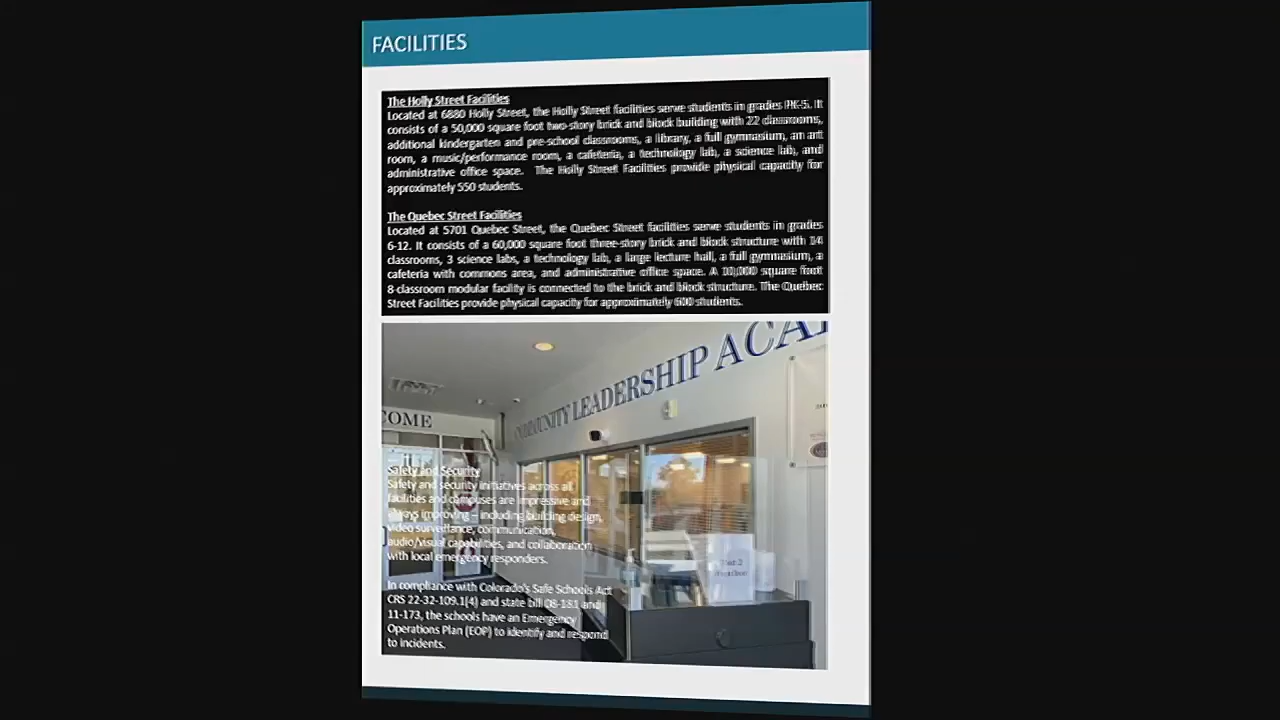 FACILITIES
The Holly Street Facilities
Located at 6880 Holly Street, the Holly Street facilities serve students in grades PK-5. It
consists of a 50,000 square foot two-story brick and block building with 22 classrooms,
additional kindergarten and pre-school classrooms, a library, a full gymnasium, an art
room, a music/performance room, a cafeteria, a technology lab, a science lab, and
administrative office space. The Holly Street Facilities provide physical capacity for
approximately 550 students.
The Quebec Street Facilities
Located at 5701 Quebec Street, the Quebec Street facilities serve students in grades
6-12. It consists of a 60,000 square foot three-story brick and block structure with 14
classrooms, 3 science labs, a technology lab, a large lecture hall, a full gymnasium, a
cafeteria with commons area, and administrative office space. A 10,000 square foot
8-classroom modular facility is connected to the brick and block structure. The Quebec
Street Facilities provide physical capacity for approximately 600 students.
COMMUNITY LEADERSHIP ACA
COME
Safety and Security
Safety and security initiatives across all
facilities and campuses are impressive and
always improving – including building design,
video surveillance, communication,
audio/visual capabilities, and collaboration
with local emergency responders.
In compliance with Colorado's Safe Schools Act
CRS 22-32-109.1(4) and state bill 08-181 and
11-173, the schools have an Emergency
Operations Plan (EOP) to identify and respond
to incidents.